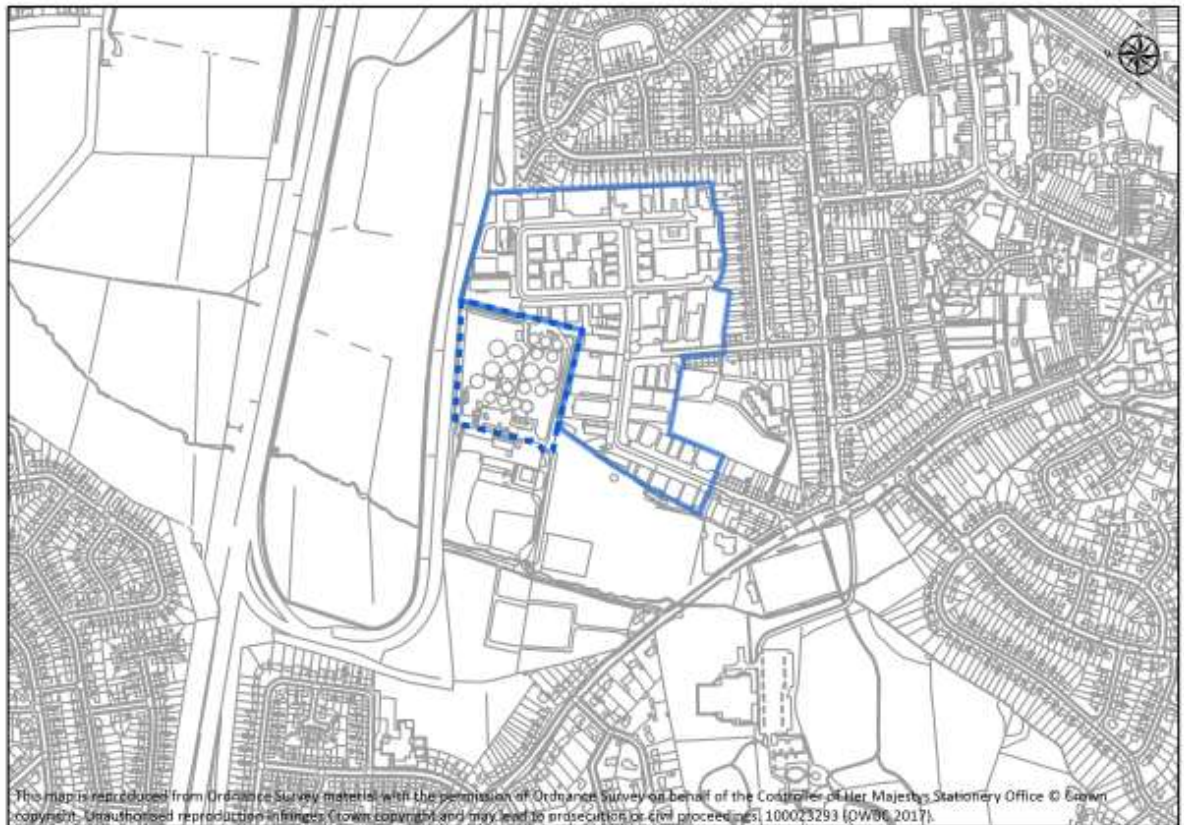 This map is reproduced from Ordnance Survey material with the permission of Ordnance Survey on behalf of the Controller of Her Majestys Stationery Office © Crown
copyright. Unauthorised reproduction infringes Crown copyright and may lead to prosecution or civil proceedings. 100023293 (OWBC 2017).